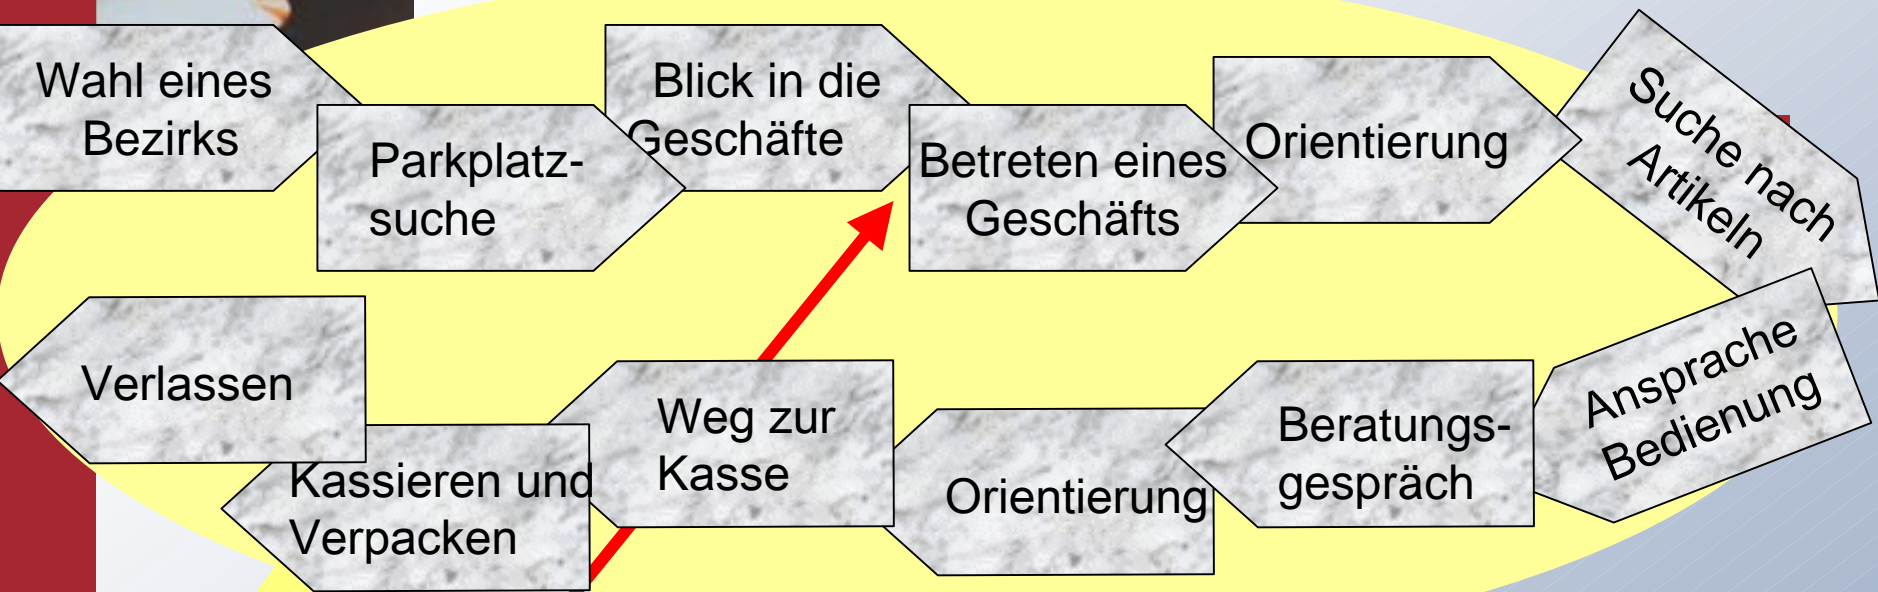 Wahl eines
Bezirks
Parkplatz-
suche
Blick in die
Geschäfte
Betreten eines
Geschäfts
Orientierung
Suche nach
Artikeln
Ansprache
Bedienung
Beratungs-
gespräch
Orientierung
Weg zur
Kasse
Kassieren und
Verpacken
Verlassen